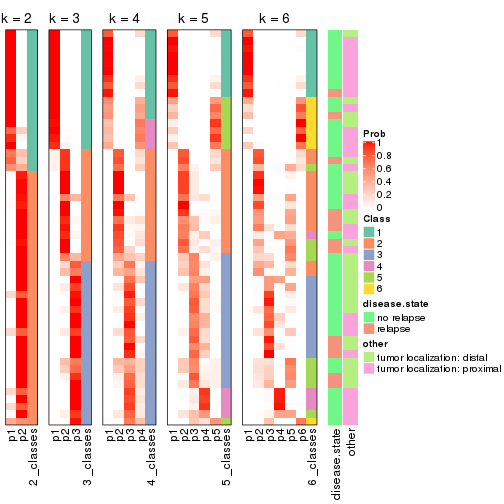 k = 2 k = 3 k = 4 k = 5 k = 6
Prob
1
0.8
0.6
0.4
0.2
0
Class
1
2
3
4
5
6
disease.state
no relapse
relapse
other
tumor localization: distal
tumor localization: proximal
p1 p2 2_classes p1 p2 p3 3_classes p1 p2 p3 p4 4_classes p1 p2 p3 p4 p5 5_classes p1 p2 p3 p4 p5 p6 6_classes disease.state other